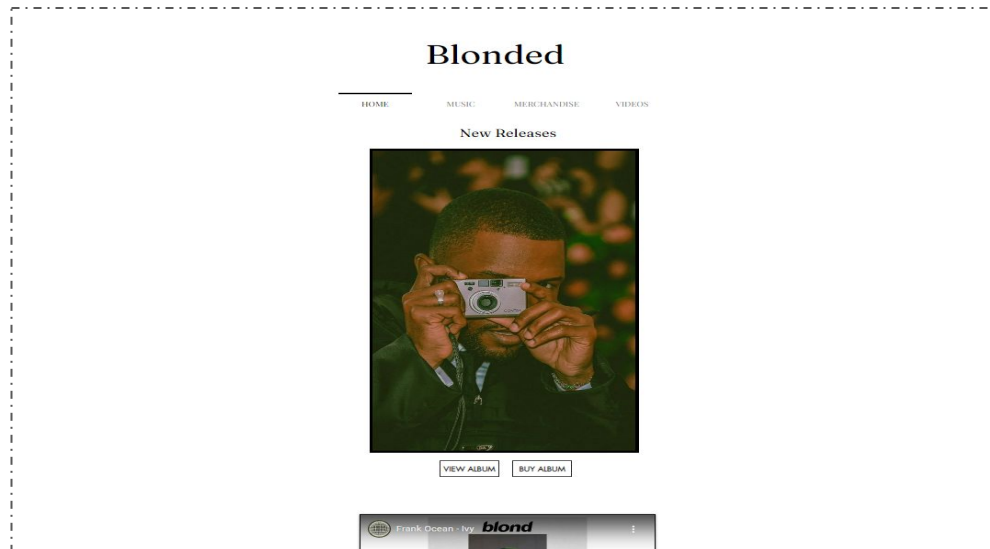 Blonded
HOME MUSIC MERCHANDISE VIDEOS
New Releases
VIEW ALBUM BUY ALBUM
Frank Ocean - Ivy blond